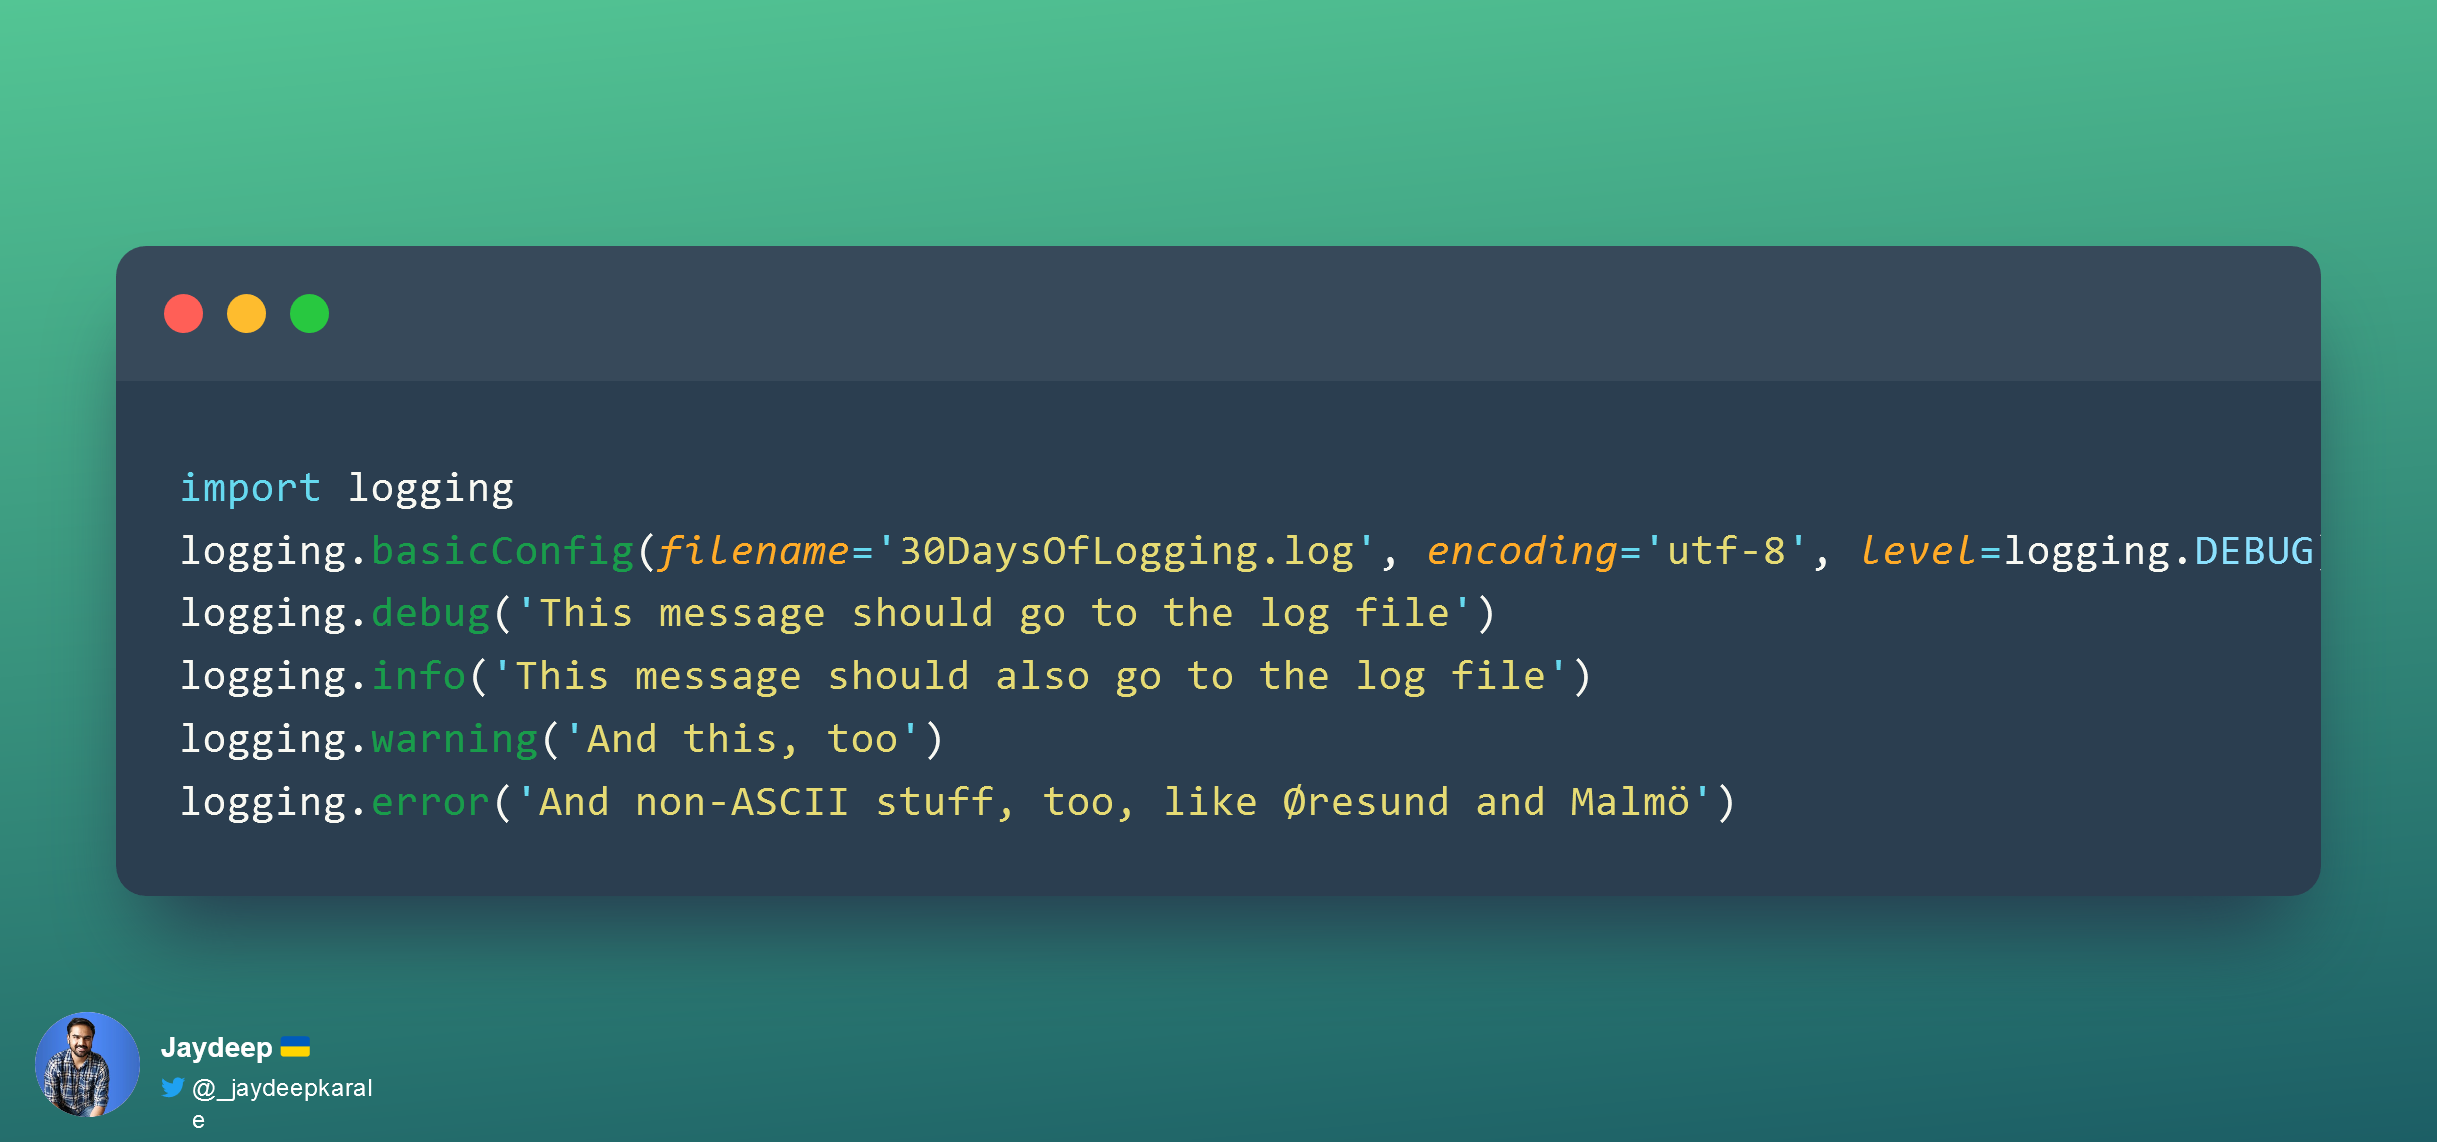 import logging
logging.basicConfig(filename='30DaysOfLogging.log', encoding='utf-8', level=logging.DEBUG)
logging.debug('This message should go to the log file')
logging.info('This message should also go to the log file')
logging.warning('And this, too')
logging.error('And non-ASCII stuff, too, like Øresund and Malmö')
Jaydeep 🇺🇦
@_jaydeepkaral
e